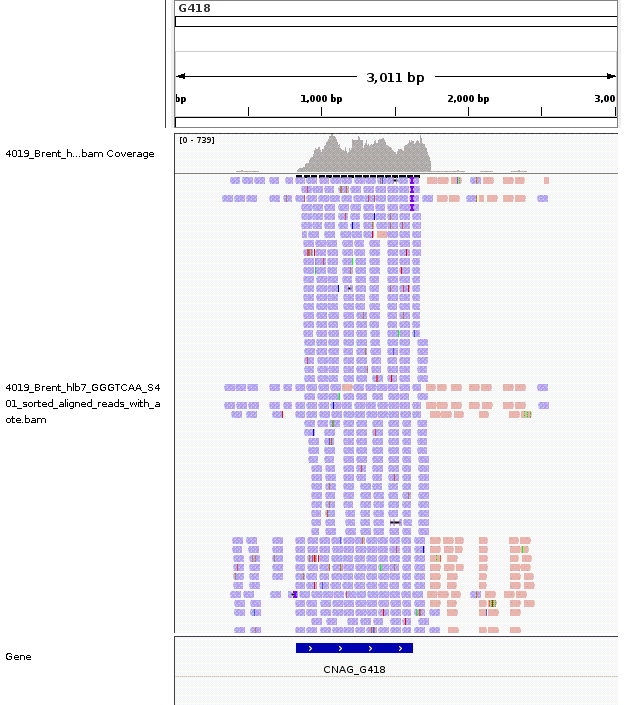 G418
3,011 bp
bp
1,000 bp
2,000 bp
3,00
[0 - 739]
4019_Brent_h...bam Coverage
4019_Brent_hlb7_GGGTCAA_S4
01_sorted_aligned_reads_with_a
ote.bam
Gene
CNAG_G418